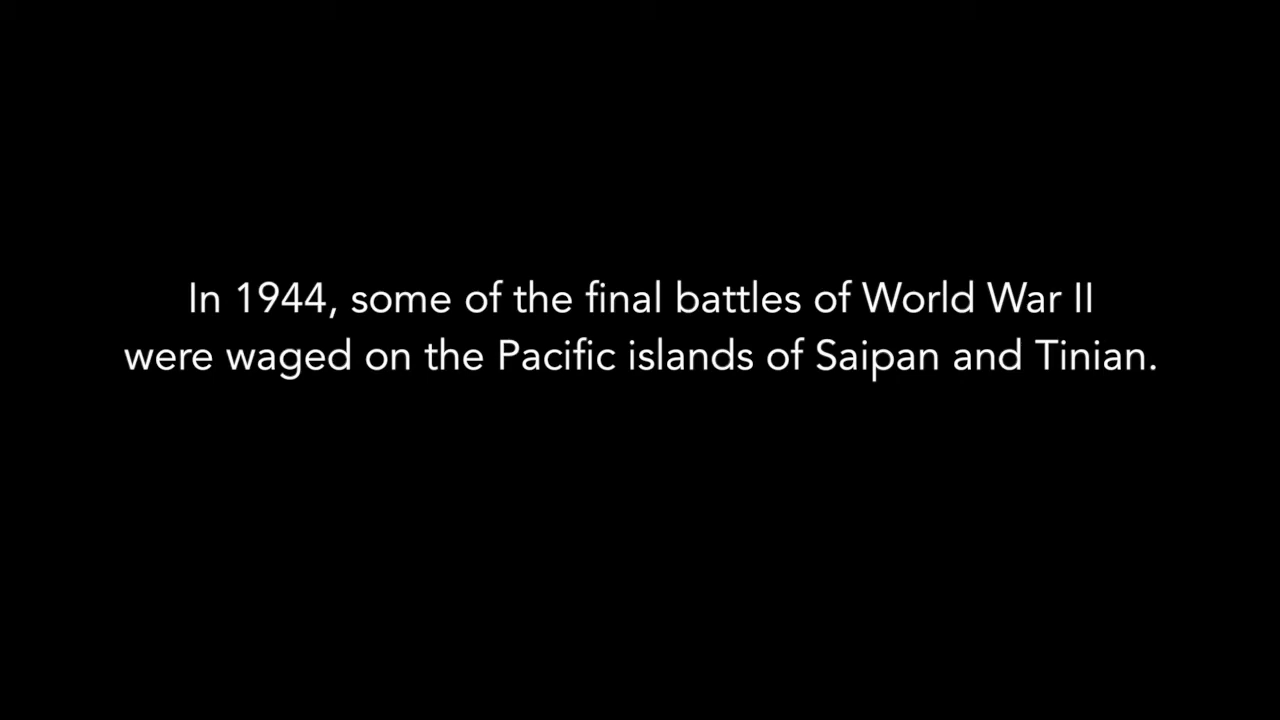 In 1944, some of the final battles of World War II
were waged on the Pacific islands of Saipan and Tinian.